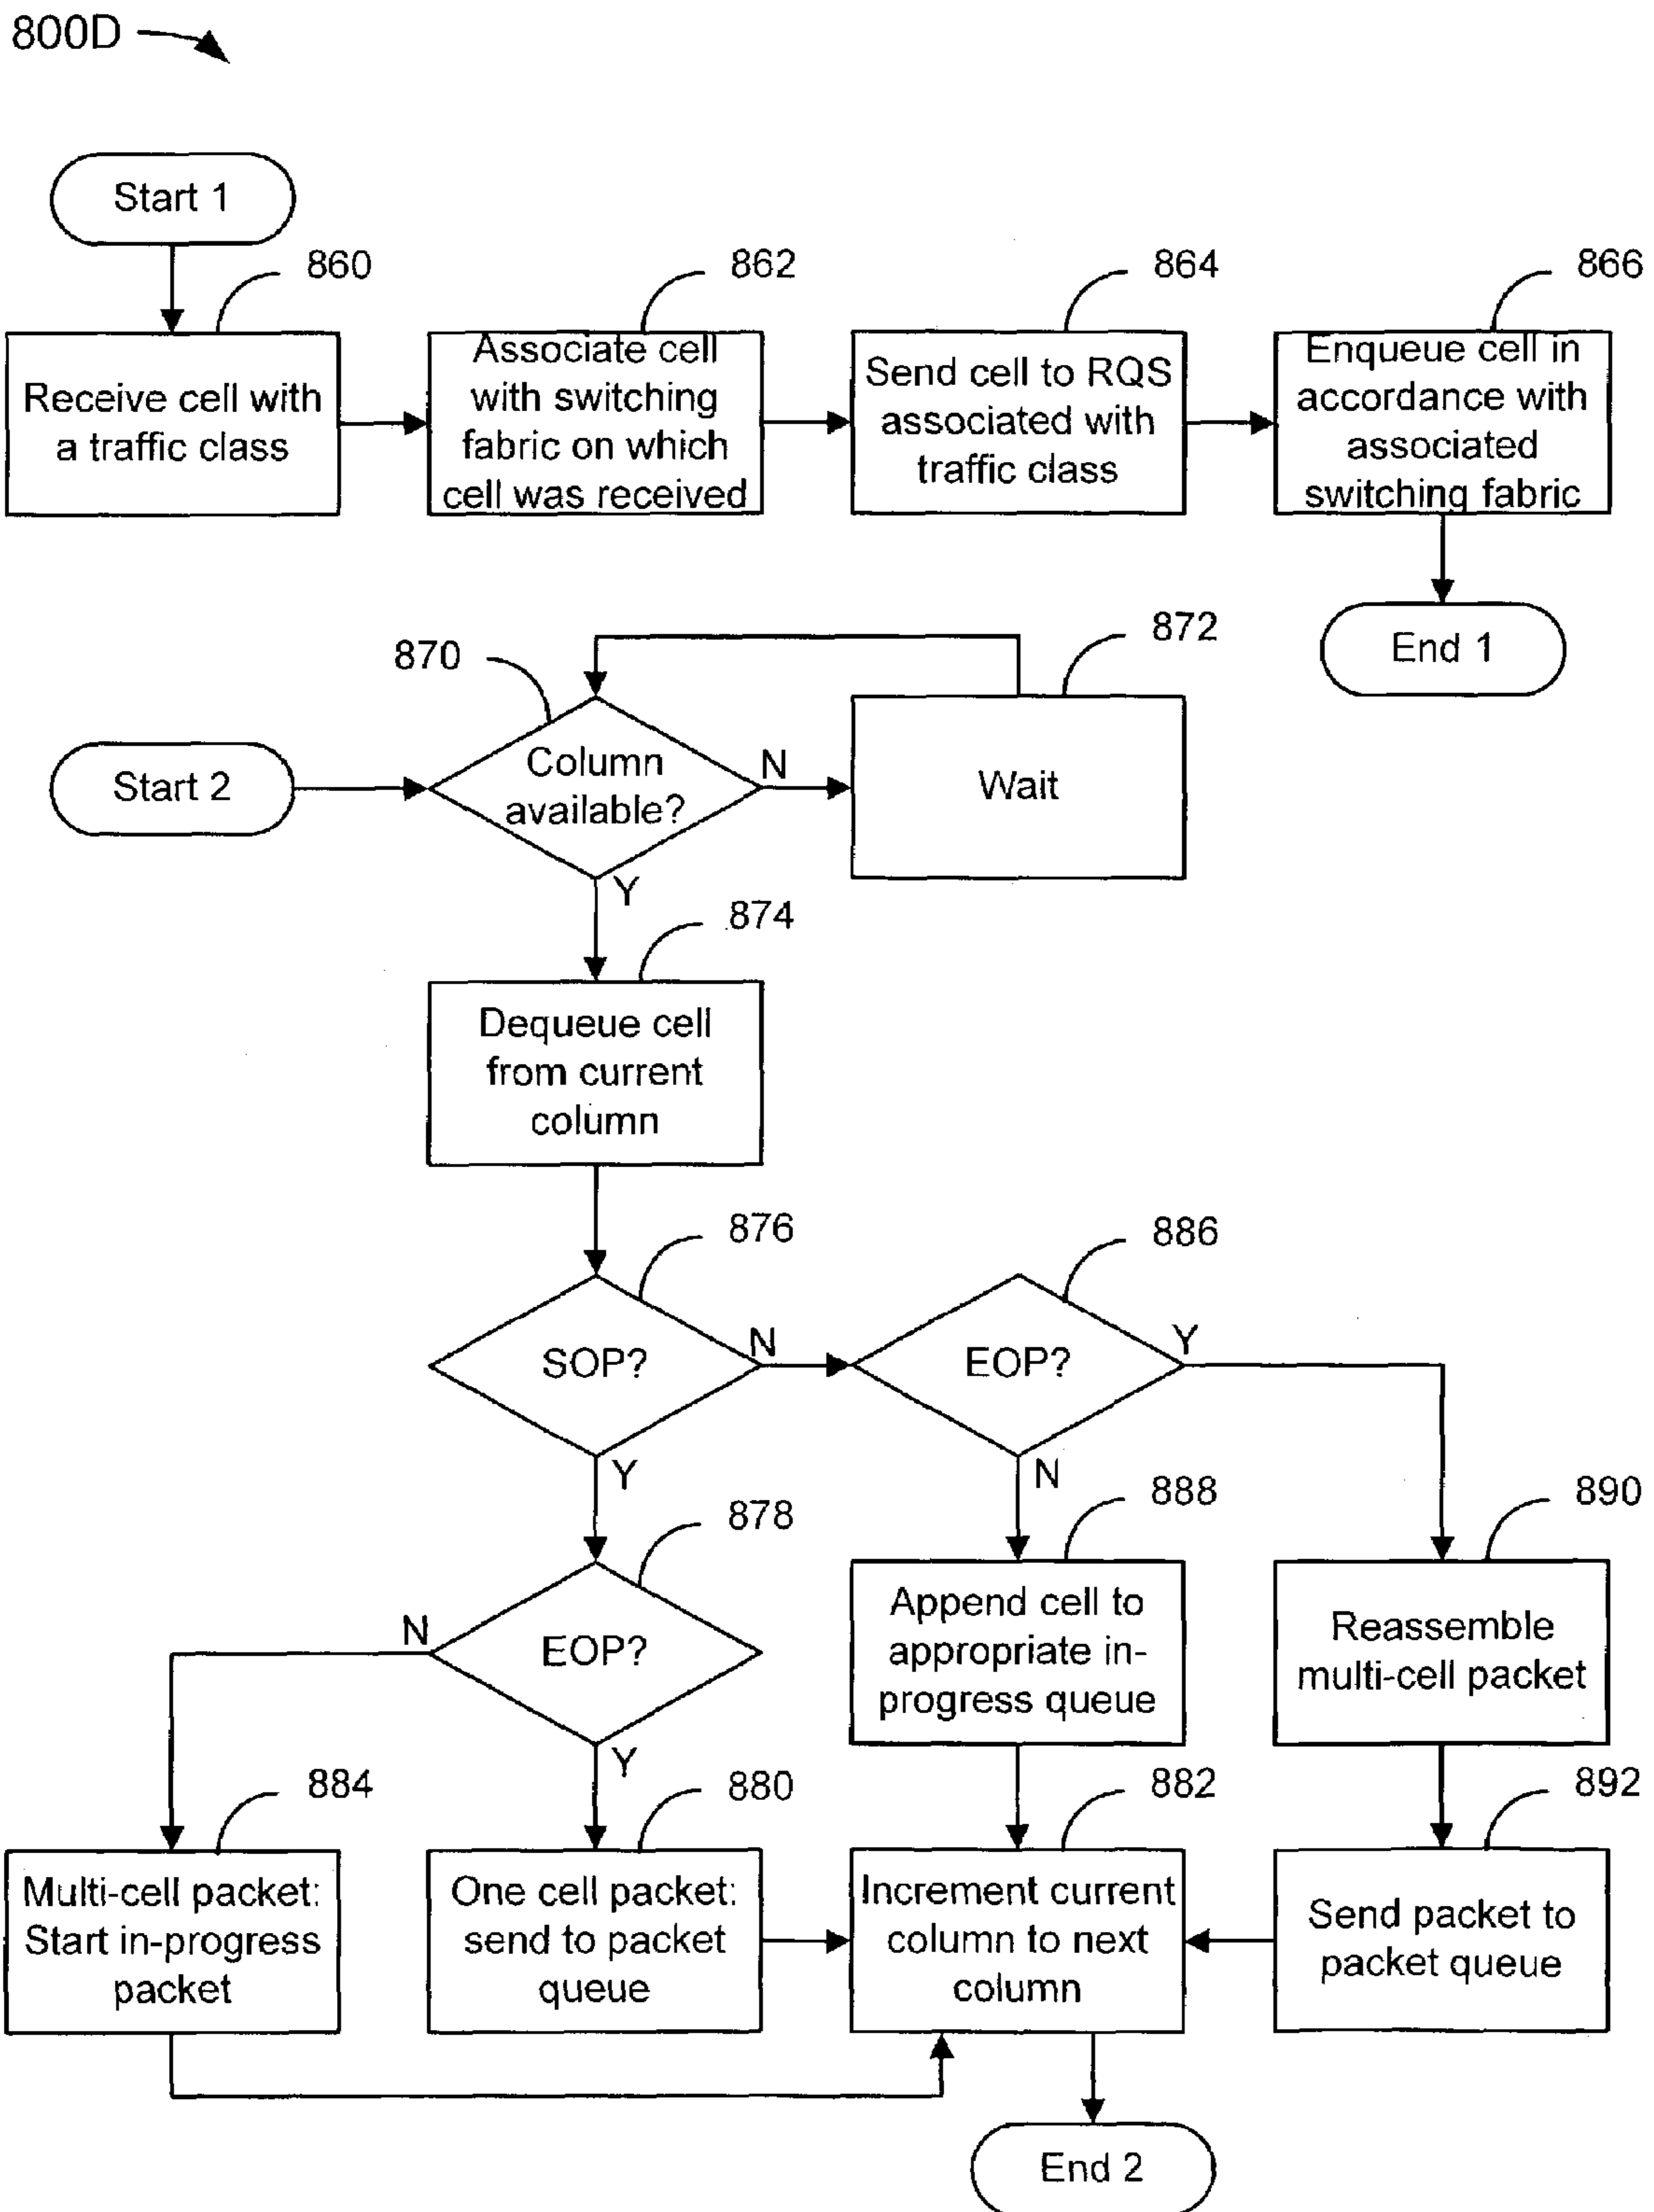 800D
Start 1
860
862
864
866
Receive cell with
a traffic class
Associate cell
with switching
fabric on which
cell was received
Send cell to RQS
associated with
traffic class
Enqueue cell in
accordance with
associated
switching fabric
End 1
870
872
Start 2
Column
available?
N
Wait
Y
874
Dequeue cell
from current
column
876
886
SOP?
N
EOP?
Y
Y
N
878
888
890
N
EOP?
Append cell to
appropriate in-
progress queue
Reassemble
multi-cell packet
Y
884
880
882
892
Multi-cell packet:
Start in-progress
packet
One cell packet:
send to packet
queue
Increment current
column to next
column
Send packet to
packet queue
End 2